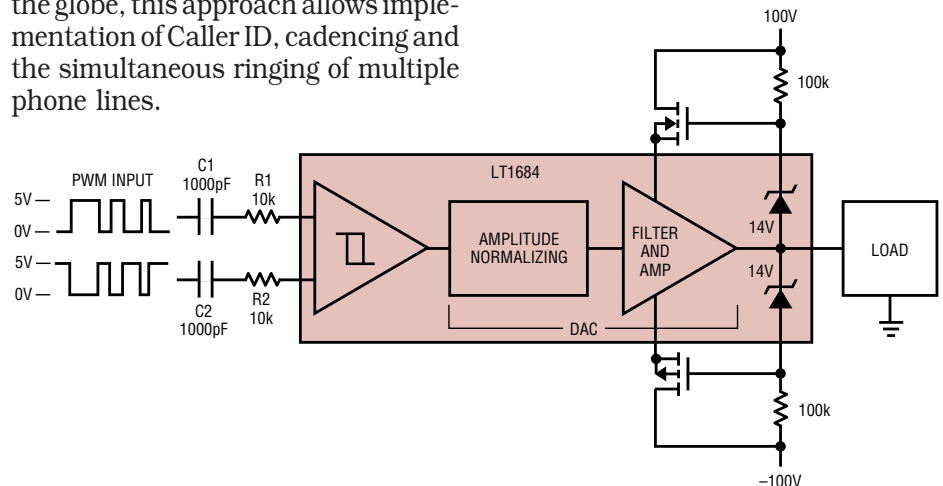 the globe, this approach allows imple-
mentation of Caller ID, cadencing and
the simultaneous ringing of multiple
phone lines.
100V
100k
LT1684
PWM INPUT
C1
1000pF
R1
10k
5V
0V
5V
0V
C2
1000pF
R2
10k
AMPLITUDE
NORMALIZING
FILTER
AND
AMP
DAC
14V
14V
LOAD
100k
–100V